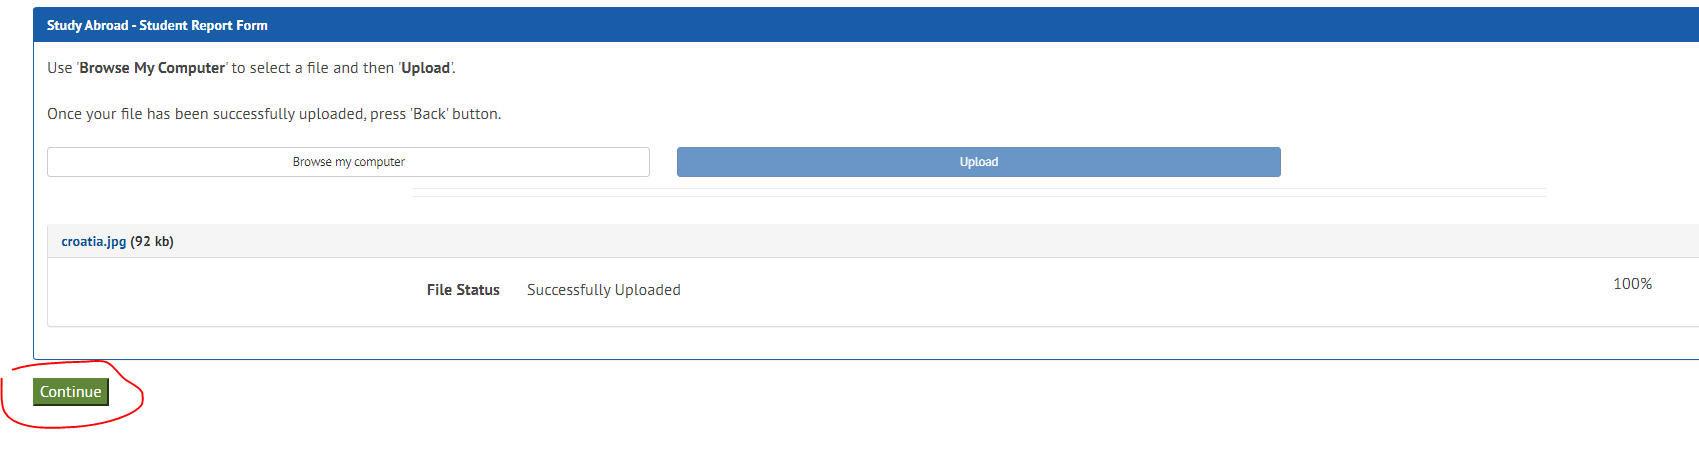 Study Abroad - Student Report Form
Use 'Browse My Computer' to select a file and then 'Upload'.
Once your file has been successfully uploaded, press 'Back' button.
Browse my computer
Upload
croatia.jpg (92 kb)
File Status Successfully Uploaded 100%
Continue